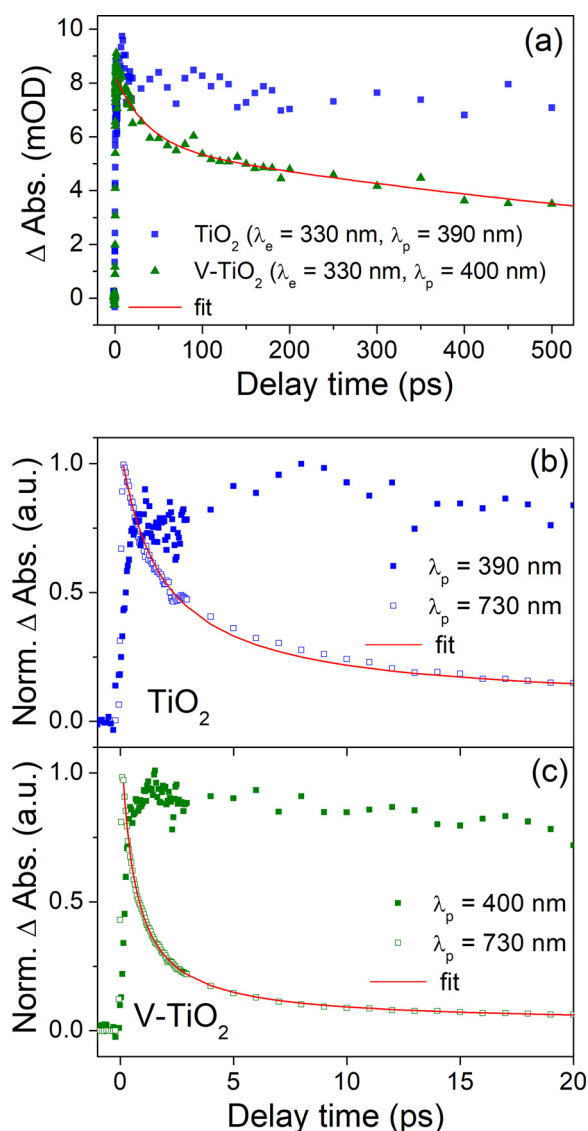 (a)
10
8
6
4
2
0
Δ Abs. (mOD)
TiO₂ (λₑ = 330 nm, λₚ = 390 nm)
V-TiO₂ (λₑ = 330 nm, λₚ = 400 nm)
fit
0 100 200 300 400 500
Delay time (ps)
(b)
1.0
0.5
0.0
Norm. Δ Abs. (a.u.)
λₚ = 390 nm
λₚ = 730 nm
fit
TiO₂
(c)
1.0
0.5
0.0
Norm. Δ Abs. (a.u.)
λₚ = 400 nm
λₚ = 730 nm
fit
V-TiO₂
0 5 10 15 20
Delay time (ps)